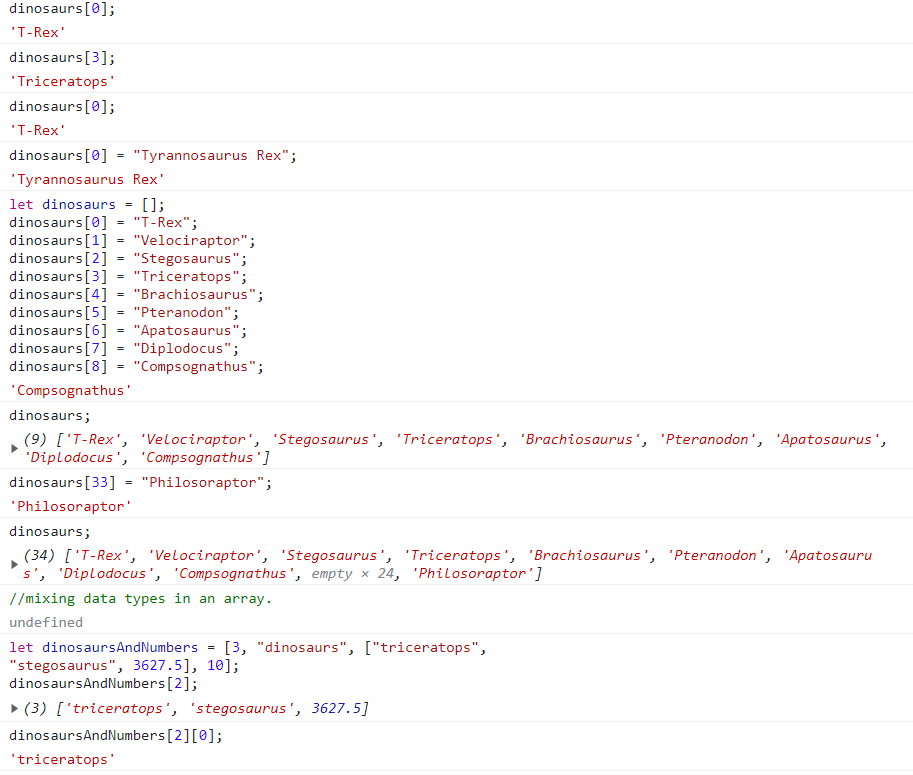 dinosaurs[0];
'T-Rex'
dinosaurs[3];
'Triceratops'
dinosaurs[0];
'T-Rex'
dinosaurs[0] = "Tyrannosaurus Rex";
'Tyrannosaurus Rex'
let dinosaurs = [];
dinosaurs[0] = "T-Rex";
dinosaurs[1] = "Velociraptor";
dinosaurs[2] = "Stegosaurus";
dinosaurs[3] = "Triceratops";
dinosaurs[4] = "Brachiosaurus";
dinosaurs[5] = "Pteranodon";
dinosaurs[6] = "Apatosaurus";
dinosaurs[7] = "Diplodocus";
dinosaurs[8] = "Compsognathus";
'Compsognathus'
dinosaurs;
(9) ['T-Rex', 'Velociraptor', 'Stegosaurus', 'Triceratops', 'Brachiosaurus', 'Pteranodon', 'Apatosaurus',
'Diplodocus', 'Compsognathus']
dinosaurs[33] = "Philosoraptor";
'Philosoraptor'
dinosaurs;
(34) ['T-Rex', 'Velociraptor', 'Stegosaurus', 'Triceratops', 'Brachiosaurus', 'Pteranodon', 'Apatosauru
s', 'Diplodocus', 'Compsognathus', empty × 24, 'Philosoraptor']
//mixing data types in an array.
undefined
let dinosaursAndNumbers = [3, "dinosaurs", ["triceratops",
"stegosaurus", 3627.5], 10];
dinosaursAndNumbers[2];
(3) ['triceratops', 'stegosaurus', 3627.5]
dinosaursAndNumbers[2][0];
'triceratops'